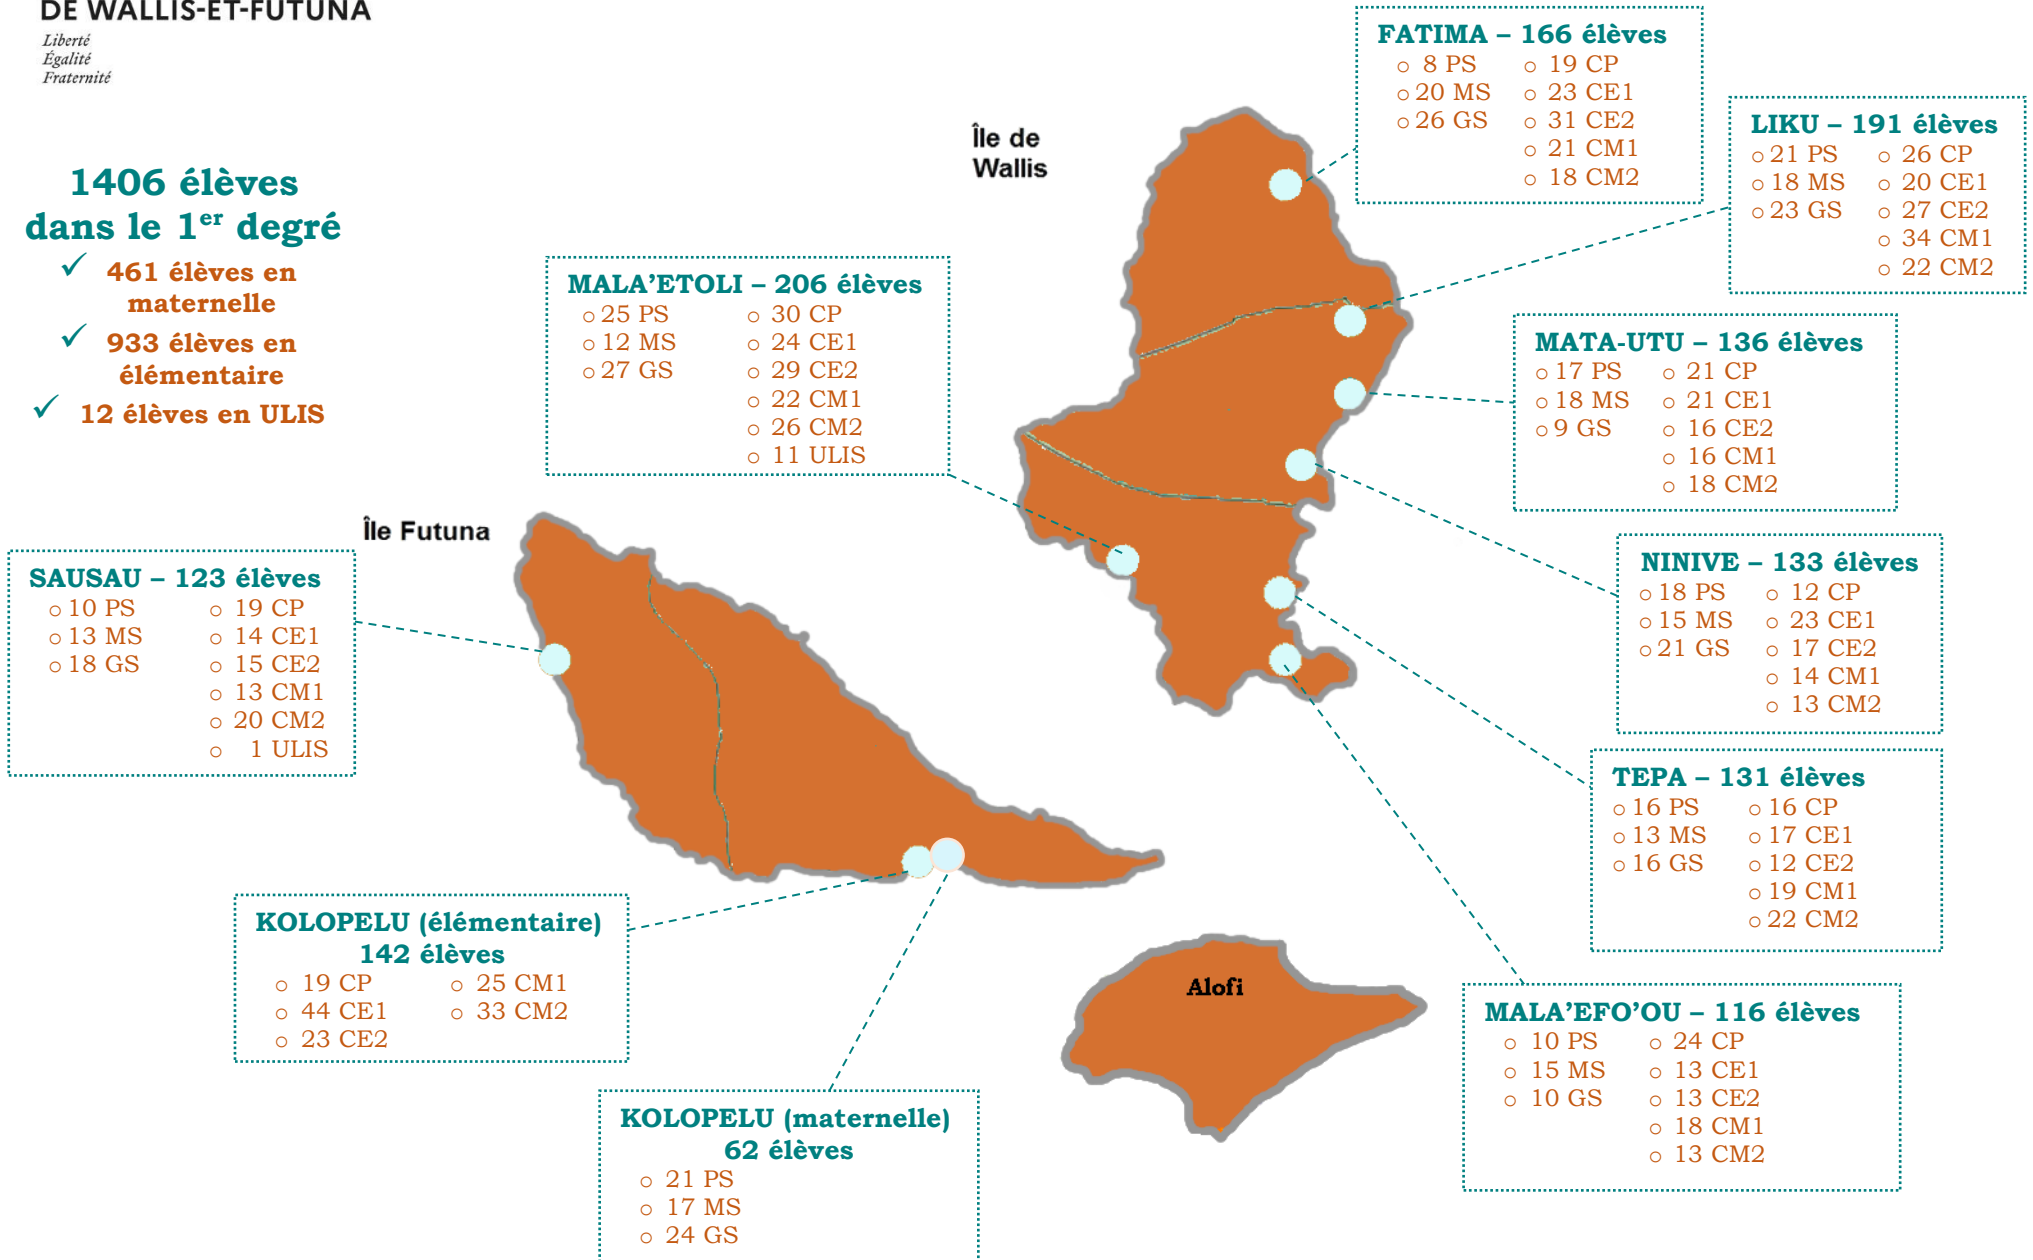 DE WALLIS-ET-FUTUNA
Liberté
Égalité
Fraternité
1406 élèves
dans le 1er degré
✓ 461 élèves en
maternelle
✓ 933 élèves en
élémentaire
✓ 12 élèves en ULIS
Île de
Wallis
FATIMA – 166 élèves
o 8 PS
o 20 MS
o 26 GS
o 19 CP
o 23 CE1
o 31 CE2
o 21 CM1
o 18 CM2
LIKU – 191 élèves
o 21 PS
o 18 MS
o 23 GS
o 26 CP
o 20 CE1
o 27 CE2
o 34 CM1
o 22 CM2
MALA’ETOLI – 206 élèves
o 25 PS
o 12 MS
o 27 GS
o 30 CP
o 24 CE1
o 29 CE2
o 22 CM1
o 26 CM2
o 11 ULIS
MATA-UTU – 136 élèves
o 17 PS
o 18 MS
o 9 GS
o 21 CP
o 21 CE1
o 16 CE2
o 16 CM1
o 18 CM2
Île Futuna
SAUSAU – 123 élèves
o 10 PS
o 13 MS
o 18 GS
o 19 CP
o 14 CE1
o 15 CE2
o 13 CM1
o 20 CM2
o 1 ULIS
NINIVE – 133 élèves
o 18 PS
o 15 MS
o 21 GS
o 12 CP
o 23 CE1
o 17 CE2
o 14 CM1
o 13 CM2
TEPA – 131 élèves
o 16 PS
o 13 MS
o 16 GS
o 16 CP
o 17 CE1
o 12 CE2
o 19 CM1
o 22 CM2
KOLOPELU (élémentaire)
142 élèves
o 19 CP
o 44 CE1
o 23 CE2
o 25 CM1
o 33 CM2
Alofi
MALA’EFO’OU – 116 élèves
o 10 PS
o 15 MS
o 10 GS
o 24 CP
o 13 CE1
o 13 CE2
o 18 CM1
o 13 CM2
KOLOPELU (maternelle)
62 élèves
o 21 PS
o 17 MS
o 24 GS